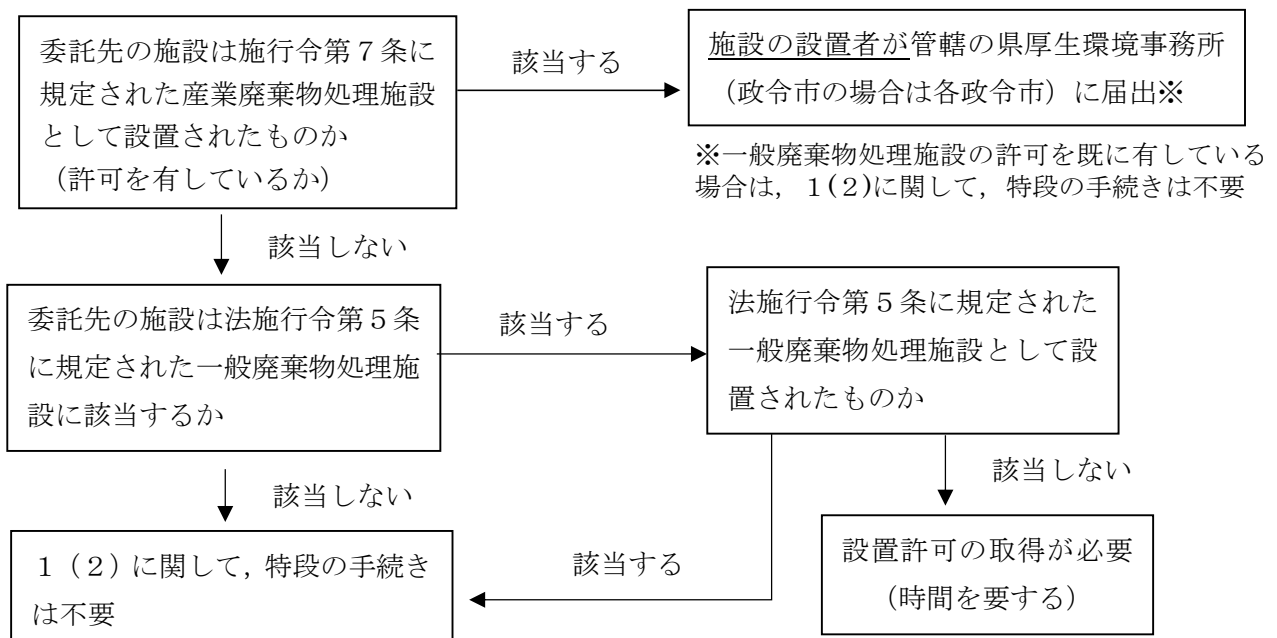 委託先の施設は施行令第７条に
規定された産業廃棄物処理施設
として設置されたものか
（許可を有しているか）
該当する
施設の設置者が管轄の県厚生環境事務所
（政令市の場合は各政令市）に届出※
※一般廃棄物処理施設の許可を既に有している
場合は，１(２)に関して，特段の手続きは不要
該当しない
委託先の施設は法施行令第５条
に規定された一般廃棄物処理施
設に該当するか
該当する
法施行令第５条に規定された
一般廃棄物処理施設として設
置されたものか
該当しない
該当しない
１（２）に関して，特段の手続き
は不要
該当する
設置許可の取得が必要
（時間を要する）